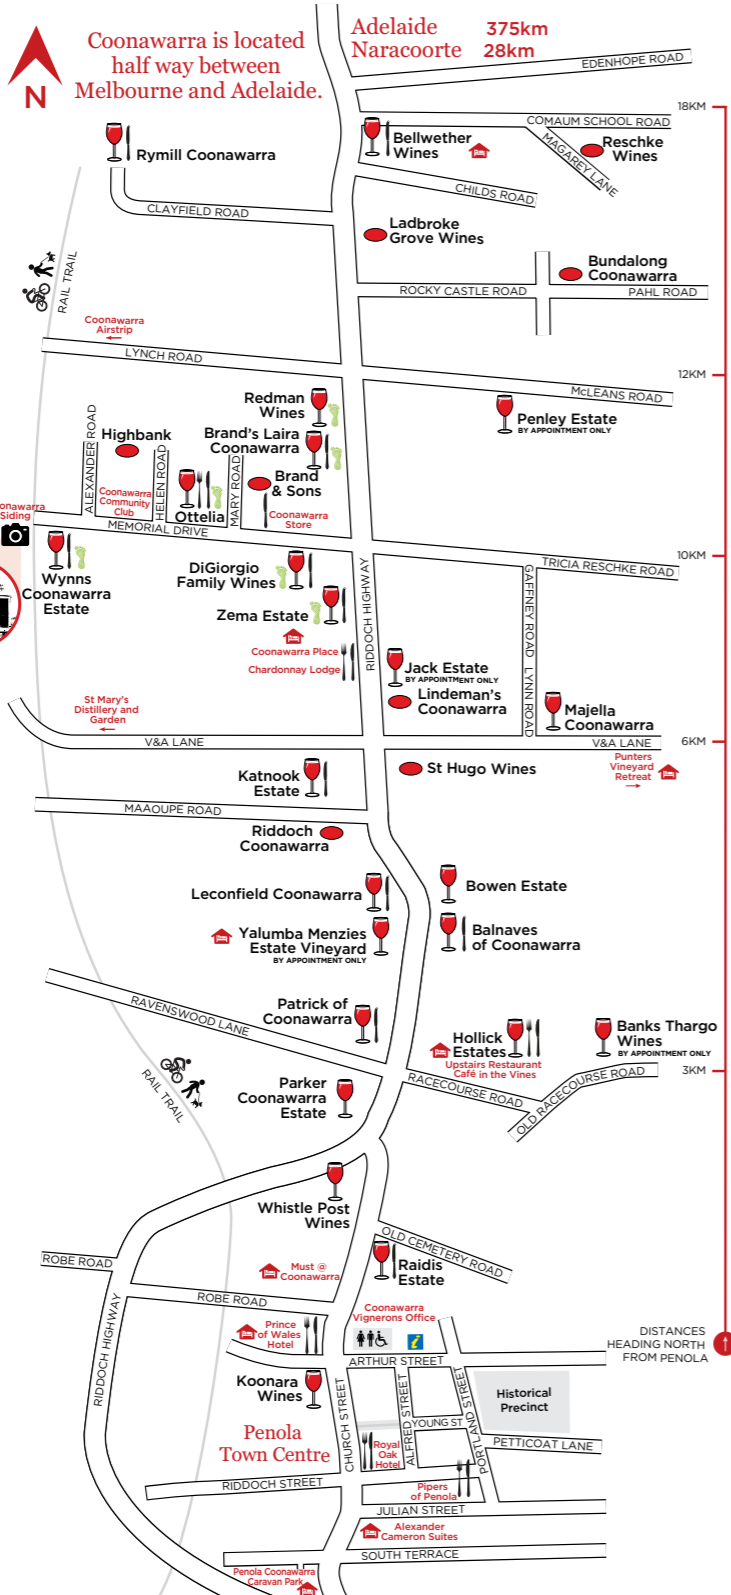 Coonawarra is located
half way between
Melbourne and Adelaide.
N
Adelaide 375km
Naracoorte 28km
EDENHOPE ROAD
18KM
COMAUM SCHOOL ROAD
MAGAREY LANE
Reschke
Wines
Bellwether
Wines
Rymill Coonawarra
CHILDS ROAD
CLAYFIELD ROAD
Ladbroke
Grove Wines
Bundalong
Coonawarra
RAIL TRAIL
ROCKY CASTLE ROAD
PAHL ROAD
Coonawarra
Airstrip
LYNCH ROAD
12KM
McLEANS ROAD
Redman
Wines
Penley Estate
BY APPOINTMENT ONLY
ALEXANDER ROAD
Highbank
Brand's Laira
Coonawarra
HELEN ROAD
MARY ROAD
Brand
& Sons
Coonawarra
Community
Club
Ottelia
Coonawarra
Store
onawarra
Siding
MEMORIAL DRIVE
10KM
TRICIA RESCHKE ROAD
Wynns
Coonawarra
Estate
DiGiorgio
Family Wines
RIDDOCH HIGHWAY
GAFFNEY ROAD
LYNN ROAD
Zema Estate
Coonawarra Place
Chardonnay Lodge
Jack Estate
BY APPOINTMENT ONLY
Lindeman's
Coonawarra
Majella
Coonawarra
St Mary's
Distillery and
Garden
V&A LANE
V&A LANE
6KM
Punters
Vineyard
Retreat
Katnook
Estate
St Hugo Wines
MAAOUPE ROAD
Riddoch
Coonawarra
Leconfield Coonawarra
Bowen Estate
Yalumba Menzies
Estate Vineyard
BY APPOINTMENT ONLY
Balnaves
of Coonawarra
RAVENSWOOD LANE
Patrick of
Coonawarra
Hollick
Estates
Upstairs Restaurant
Café in the Vines
Banks Thargo
Wines
BY APPOINTMENT ONLY
3KM
RAIL TRAIL
Parker
Coonawarra
Estate
RACECOURSE ROAD
OLD RACECOURSE ROAD
Whistle Post
Wines
OLD CEMETERY ROAD
ROBE ROAD
Must @
Coonawarra
Raidis
Estate
ROBE ROAD
RIDDOCH HIGHWAY
Prince
of Wales
Hotel
Coonawarra
Vignerons Office
i
DISTANCES
HEADING NORTH
FROM PENOLA
ARTHUR STREET
Koonara
Wines
CHURCH STREET
ALFRED STREET
PORTLAND STREET
Historical
Precinct
YOUNG ST
Penola
Town Centre
Royal
Oak
Hotel
PETTICOAT LANE
RIDDOCH STREET
Pipers
of Penola
JULIAN STREET
Alexander
Cameron Suites
SOUTH TERRACE
Penola Coonawarra
Caravan Park